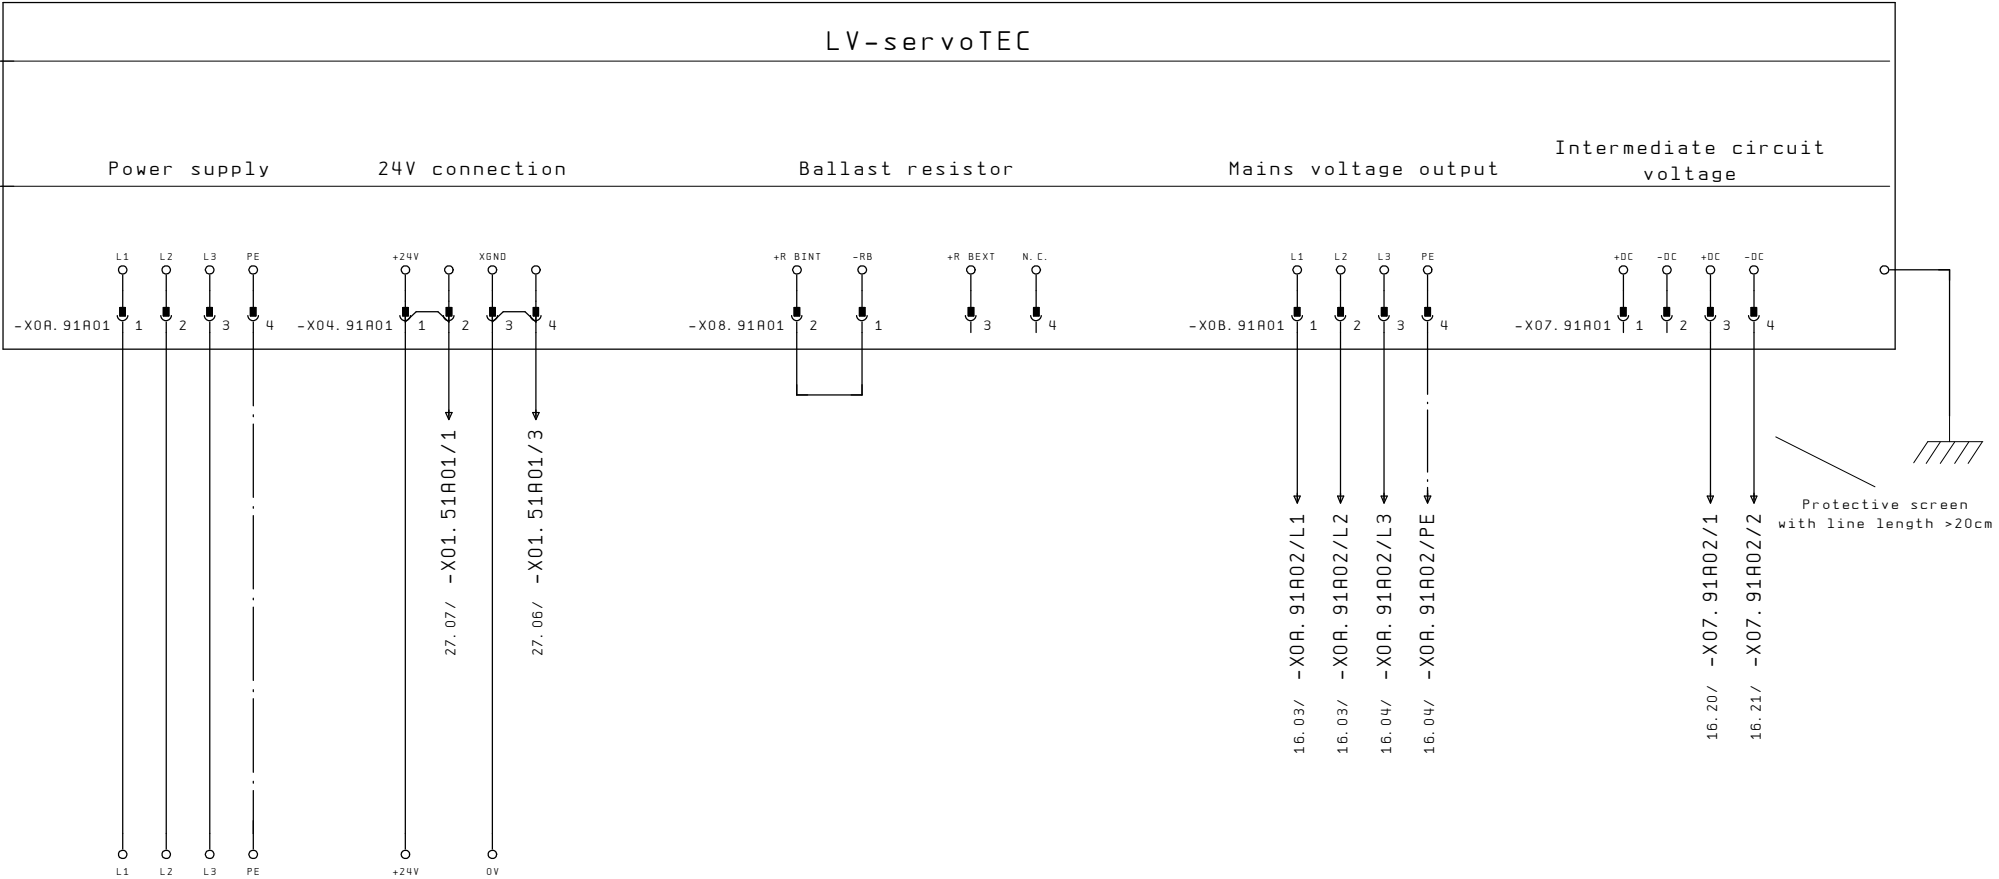 LV-servoTEC
Power supply
24V connection
Ballast resistor
Mains voltage output
Intermediate circuit
voltage
L1 L2 L3 PE
+24V XGND
+R BINT -RB +R BEXT N.C.
L1 L2 L3 PE
+DC -DC +DC -DC
-X0A.91A01 1 2 3 4
-X04.91A01 1 2 3 4
-X08.91A01 2 1 3 4
-X0B.91A01 1 2 3 4
-X07.91A01 1 2 3 4
27.07/ -X01.51A01/1
27.06/ -X01.51A01/3
16.03/ -X0A.91A02/L1
16.03/ -X0A.91A02/L2
16.04/ -X0A.91A02/L3
16.04/ -X0A.91A02/PE
16.20/ -X07.91A02/1
16.21/ -X07.91A02/2
Protective screen
with line length >20cm
L1 L2 L3 PE
+24V 0V